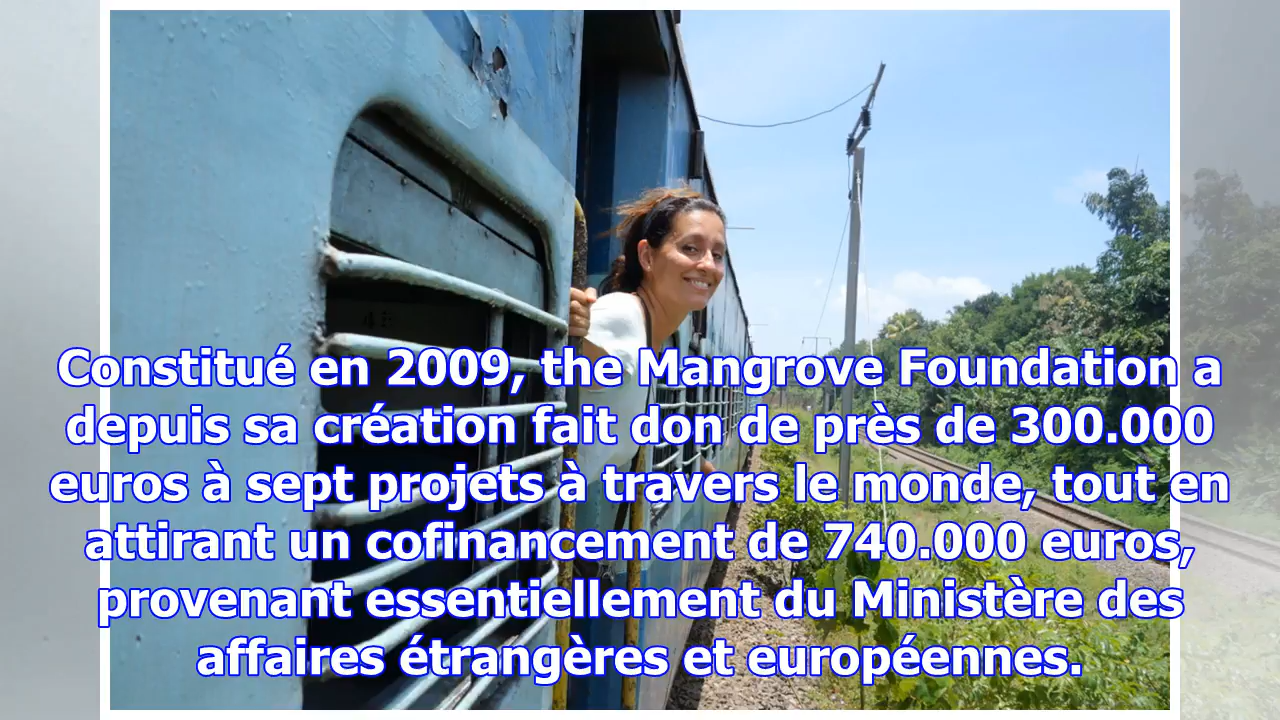 Constitué en 2009, the Mangrove Foundation a
depuis sa création fait don de près de 300.000
euros à sept projets à travers le monde, tout en
attirant un cofinancement de 740.000 euros,
provenant essentiellement du Ministère des
affaires étrangères et européennes.